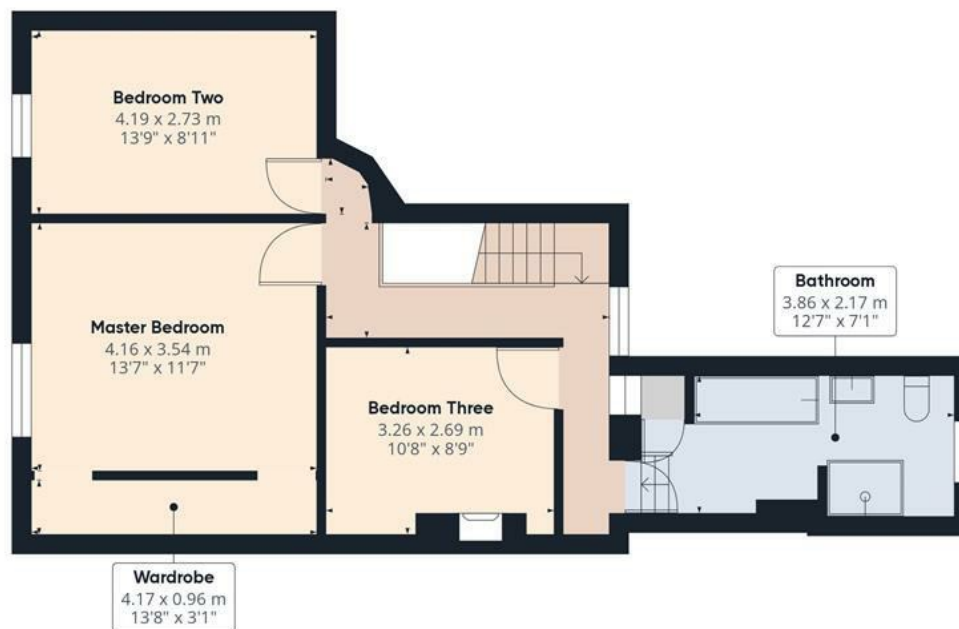 Bedroom Two
4.19 x 2.73 m
13'9" x 8'11"
Master Bedroom
4.16 x 3.54 m
13'7" x 11'7"
Bedroom Three
3.26 x 2.69 m
10'8" x 8'9"
Bathroom
3.86 x 2.17 m
12'7" x 7'1"
Wardrobe
4.17 x 0.96 m
13'8" x 3'1"